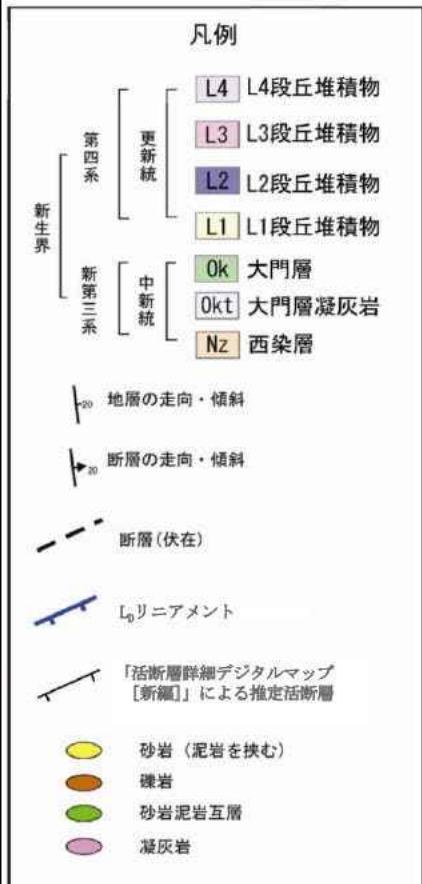 凡例
新生界
第四系
更新統
L4 L4段丘堆積物
L3 L3段丘堆積物
L2 L2段丘堆積物
L1 L1段丘堆積物
新第三系
中新統
Ok 大門層
Okt 大門層凝灰岩
Nz 西染層
20 地層の走向・傾斜
20 断層の走向・傾斜
断層(伏在)
LDリニアメント
「活断層詳細デジタルマップ
[新編]」による推定活断層
砂岩（泥岩を挟む）
礫岩
砂岩泥岩互層
凝灰岩